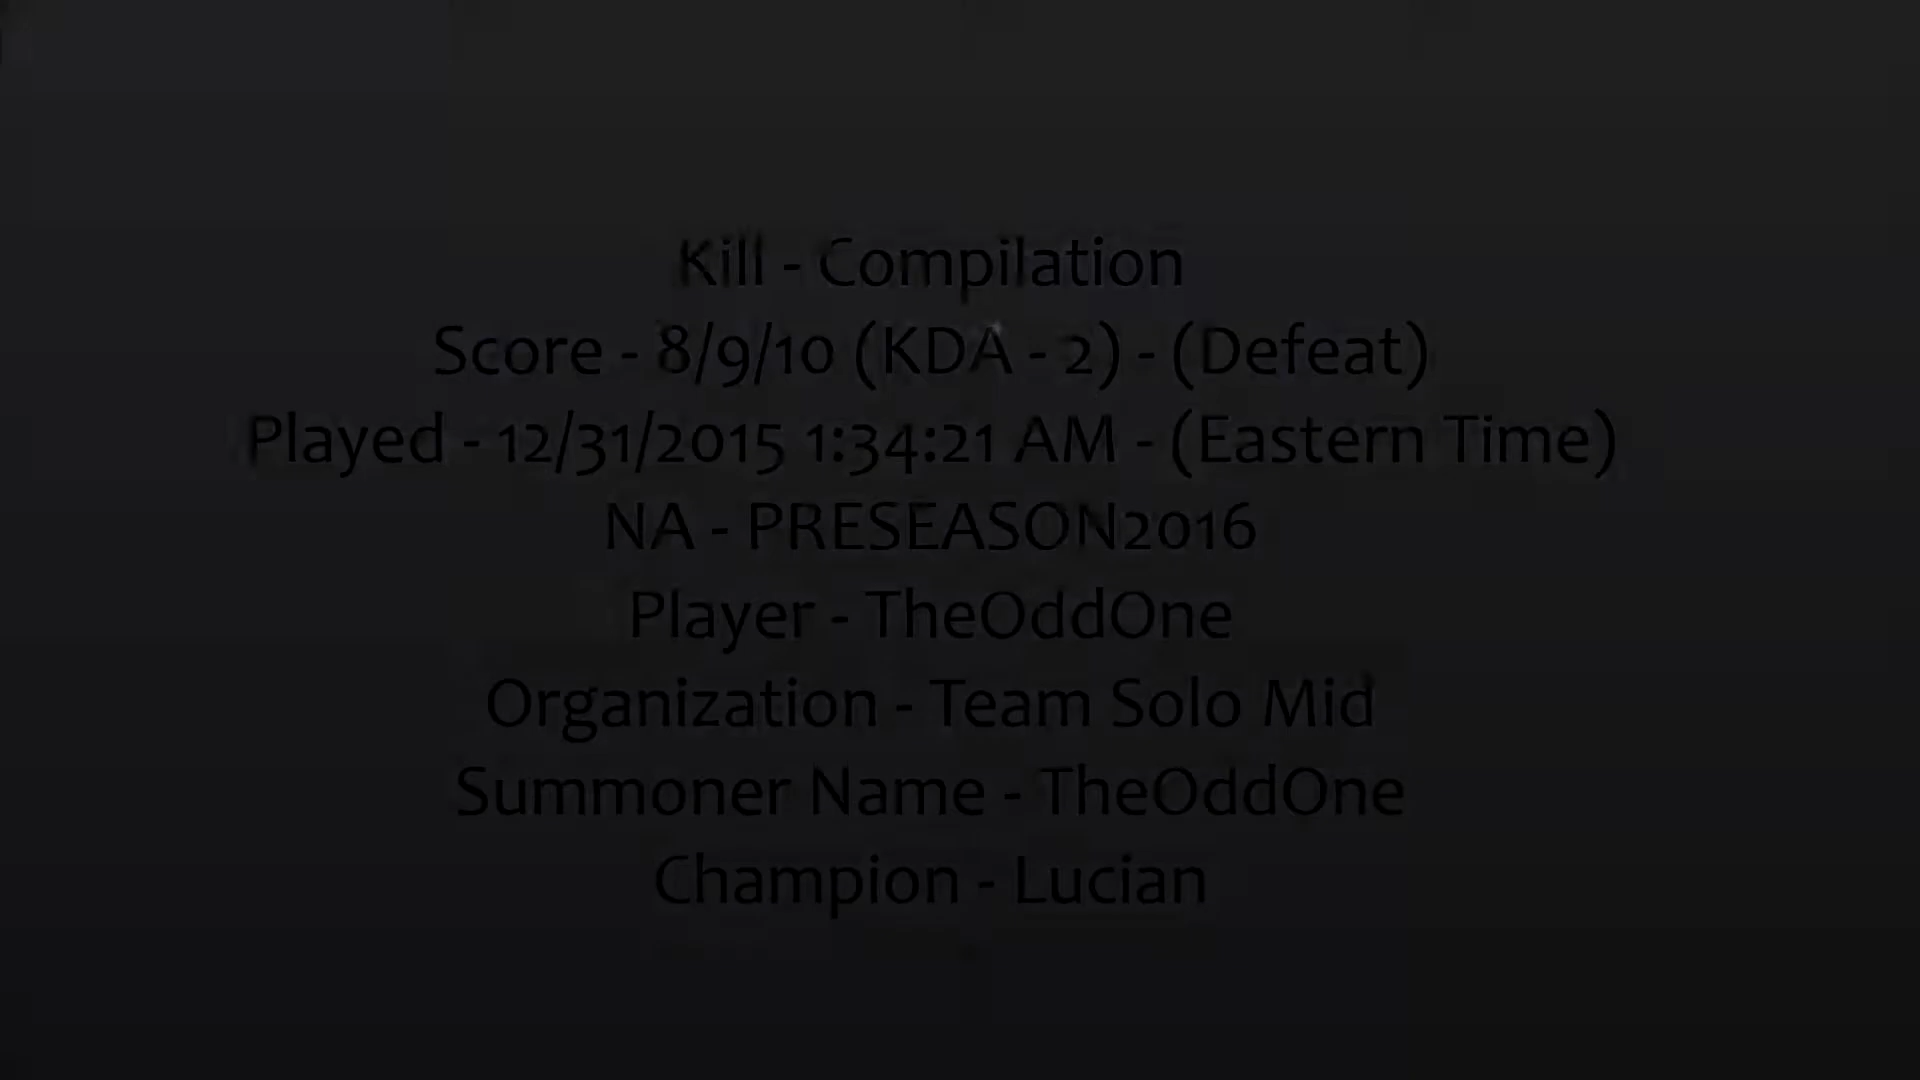 Kill - Compilation
Score - 8/9/10 (KDA - 2) - (Defeat)
Played - 12/31/2015 1:34:21 AM - (Eastern Time)
NA - PRESEASON2016
Player - TheOddOne
Organization - Team Solo Mid
Summoner Name - TheOddOne
Champion - Lucian